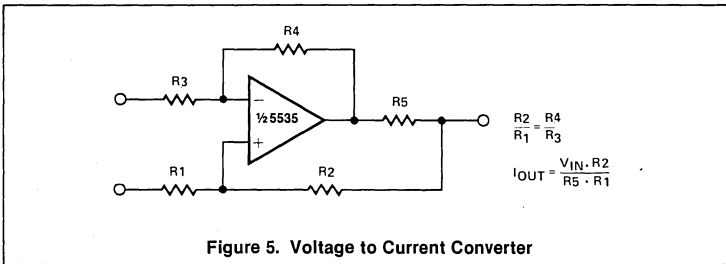 R4
R3
−
½ 5535
+
R5
R1
R2
R2/R1 = R4/R3
IOUT = VIN · R2 / R5 · R1
Figure 5. Voltage to Current Converter